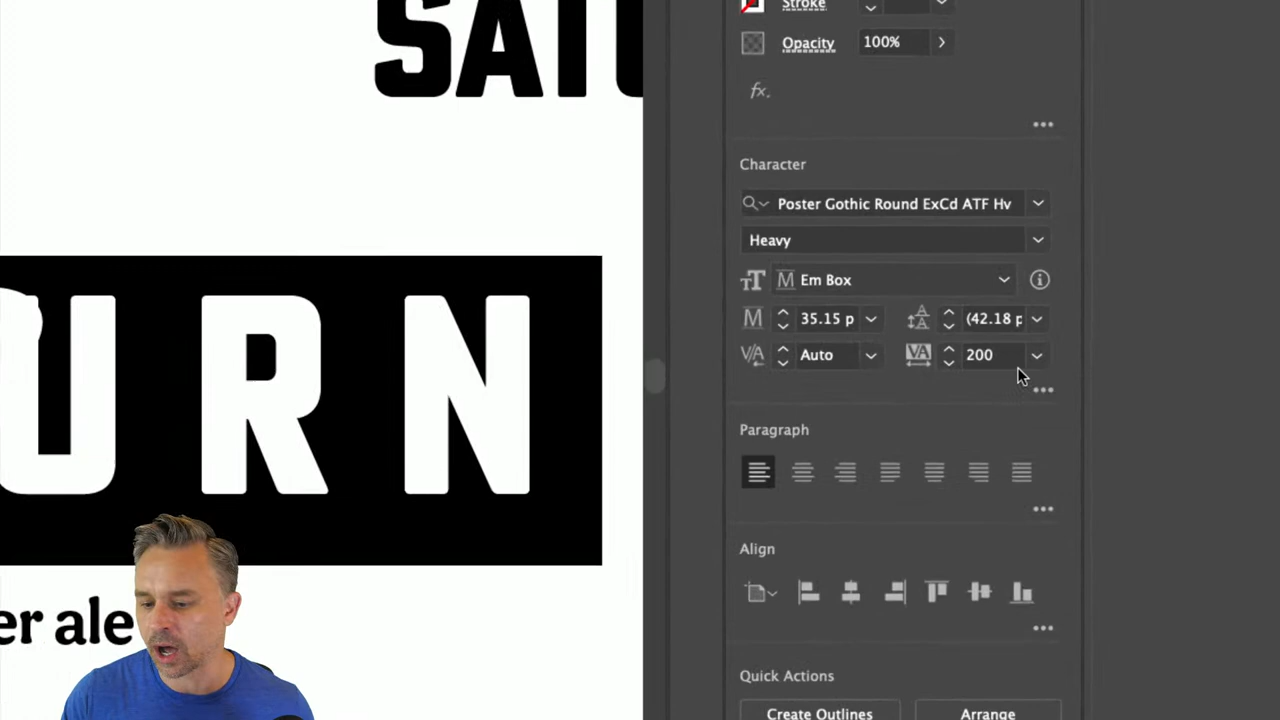 Stroke
SATU
Opacity 100%
fx.
Character
Poster Gothic Round ExCd ATF Hv
Heavy
Em Box
35.15 p (42.18 p
Auto 200
URN
Paragraph
Align
er ale
Quick Actions
Create Outlines Arrange